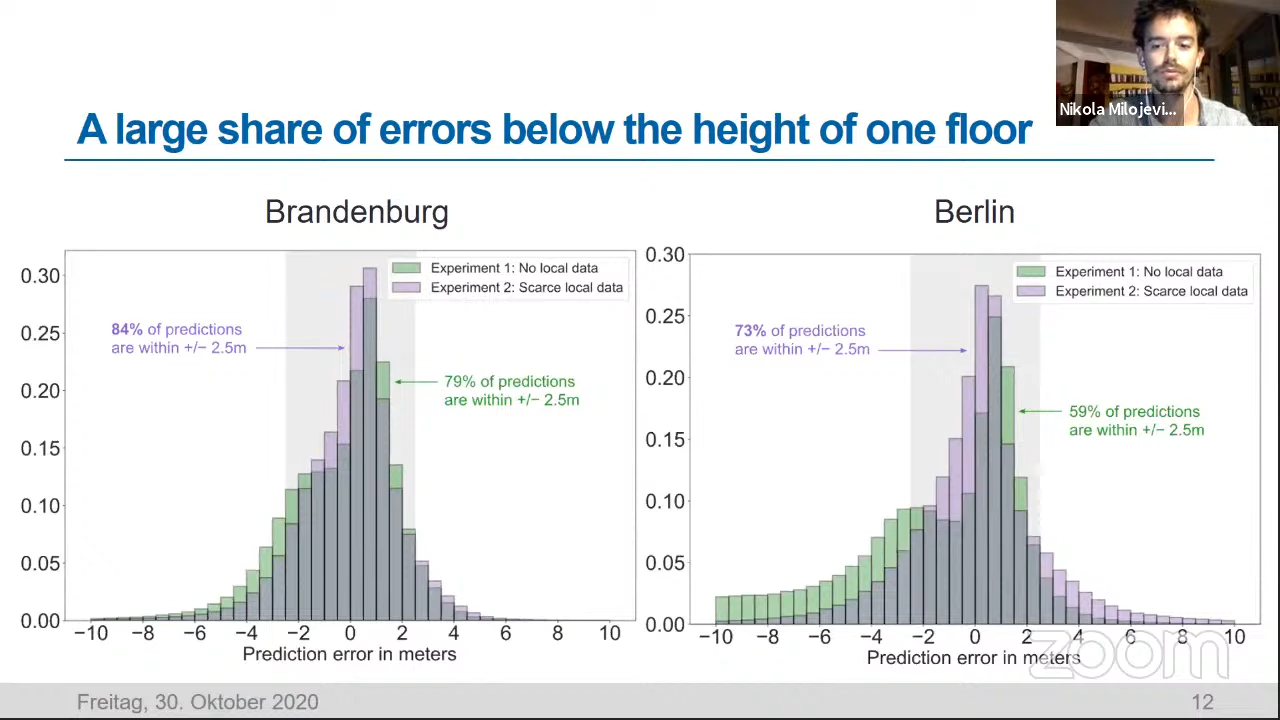 Nikola Milojevi...
A large share of errors below the height of one floor
Brandenburg
Berlin
0.30
0.25
0.20
0.15
0.10
0.05
0.00
Experiment 1: No local data
Experiment 2: Scarce local data
84% of predictions
are within +/− 2.5m
79% of predictions
are within +/− 2.5m
−10 −8 −6 −4 −2 0 2 4 6 8 10
Prediction error in meters
0.30
0.25
0.20
0.15
0.10
0.05
0.00
Experiment 1: No local data
Experiment 2: Scarce local data
73% of predictions
are within +/− 2.5m
59% of predictions
are within +/− 2.5m
−10 −8 −6 −4 −2 0 2 4 6 8 10
Prediction error in meters
zoom
Freitag, 30. Oktober 2020
12